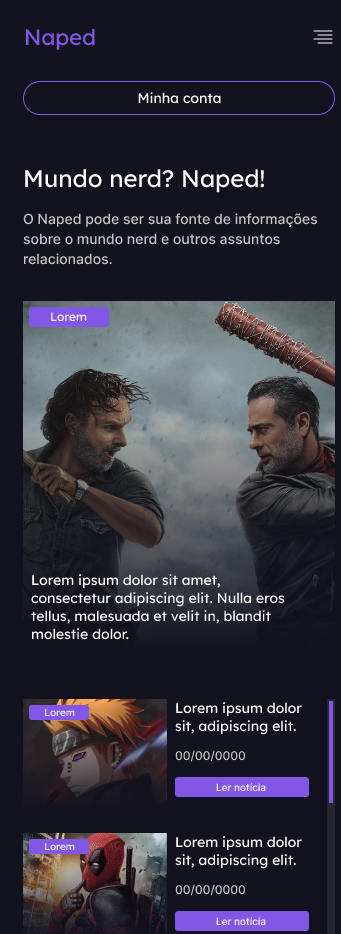 Naped
Minha conta
Mundo nerd? Naped!
O Naped pode ser sua fonte de informações
sobre o mundo nerd e outros assuntos
relacionados.
Lorem
Lorem ipsum dolor sit amet,
consectetur adipiscing elit. Nulla eros
tellus, malesuada et velit in, blandit
molestie dolor.
Lorem
Lorem ipsum dolor
sit, adipiscing elit.
00/00/0000
Ler notícia
Lorem
Lorem ipsum dolor
sit, adipiscing elit.
00/00/0000
Ler notícia